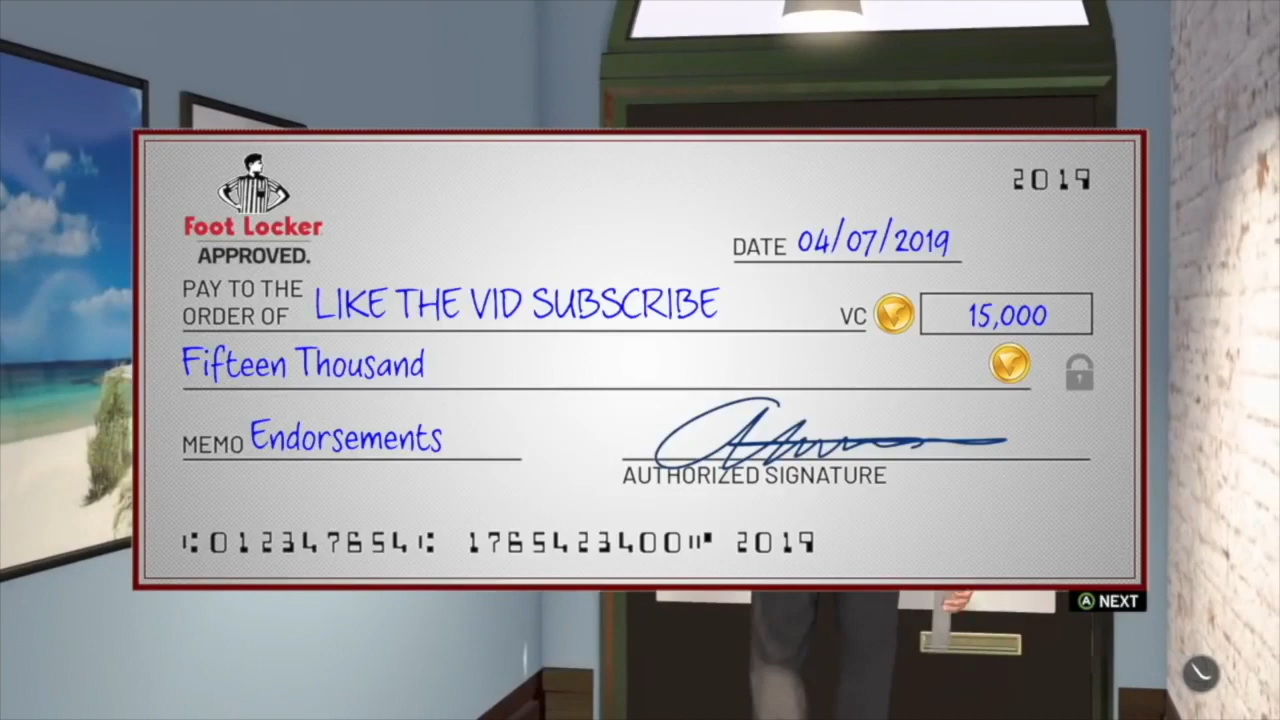 2019
Foot Locker
APPROVED.
DATE 04/07/2019
PAY TO THE
ORDER OF LIKE THE VID SUBSCRIBE
VC 15,000
Fifteen Thousand
MEMO Endorsements
AUTHORIZED SIGNATURE
⑆0123476541⑆ 1765423400⑈ 2019
A NEXT